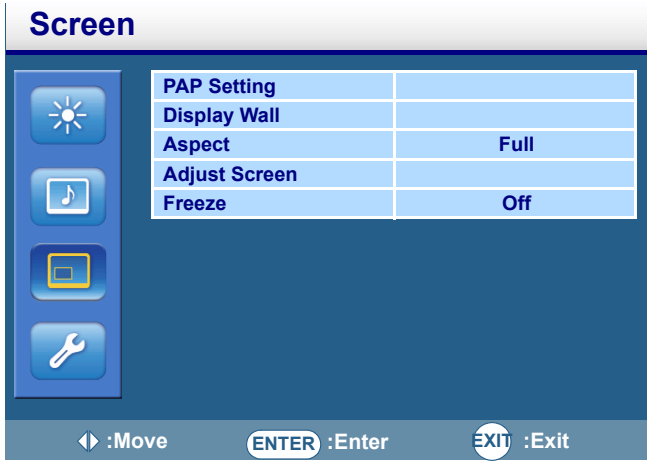 Screen
PAP Setting
Display Wall
Aspect Full
Adjust Screen
Freeze Off
:Move ENTER :Enter EXIT :Exit